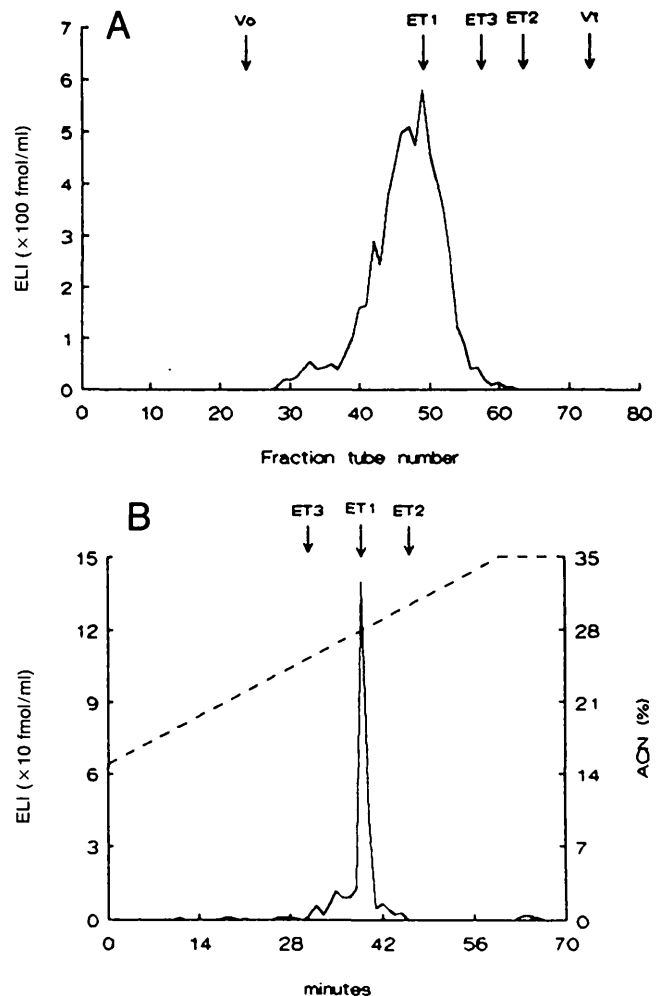 A
Vo ET1 ET3 ET2 Vt
7
6
5
4
3
2
1
0
ELI (×100 fmol/ml)
0 10 20 30 40 50 60 70 80
Fraction tube number
B
ET3 ET1 ET2
15
12
9
6
3
0
ELI (×10 fmol/ml)
35
28
21
14
7
0
ACN (%)
0 14 28 42 56 70
minutes